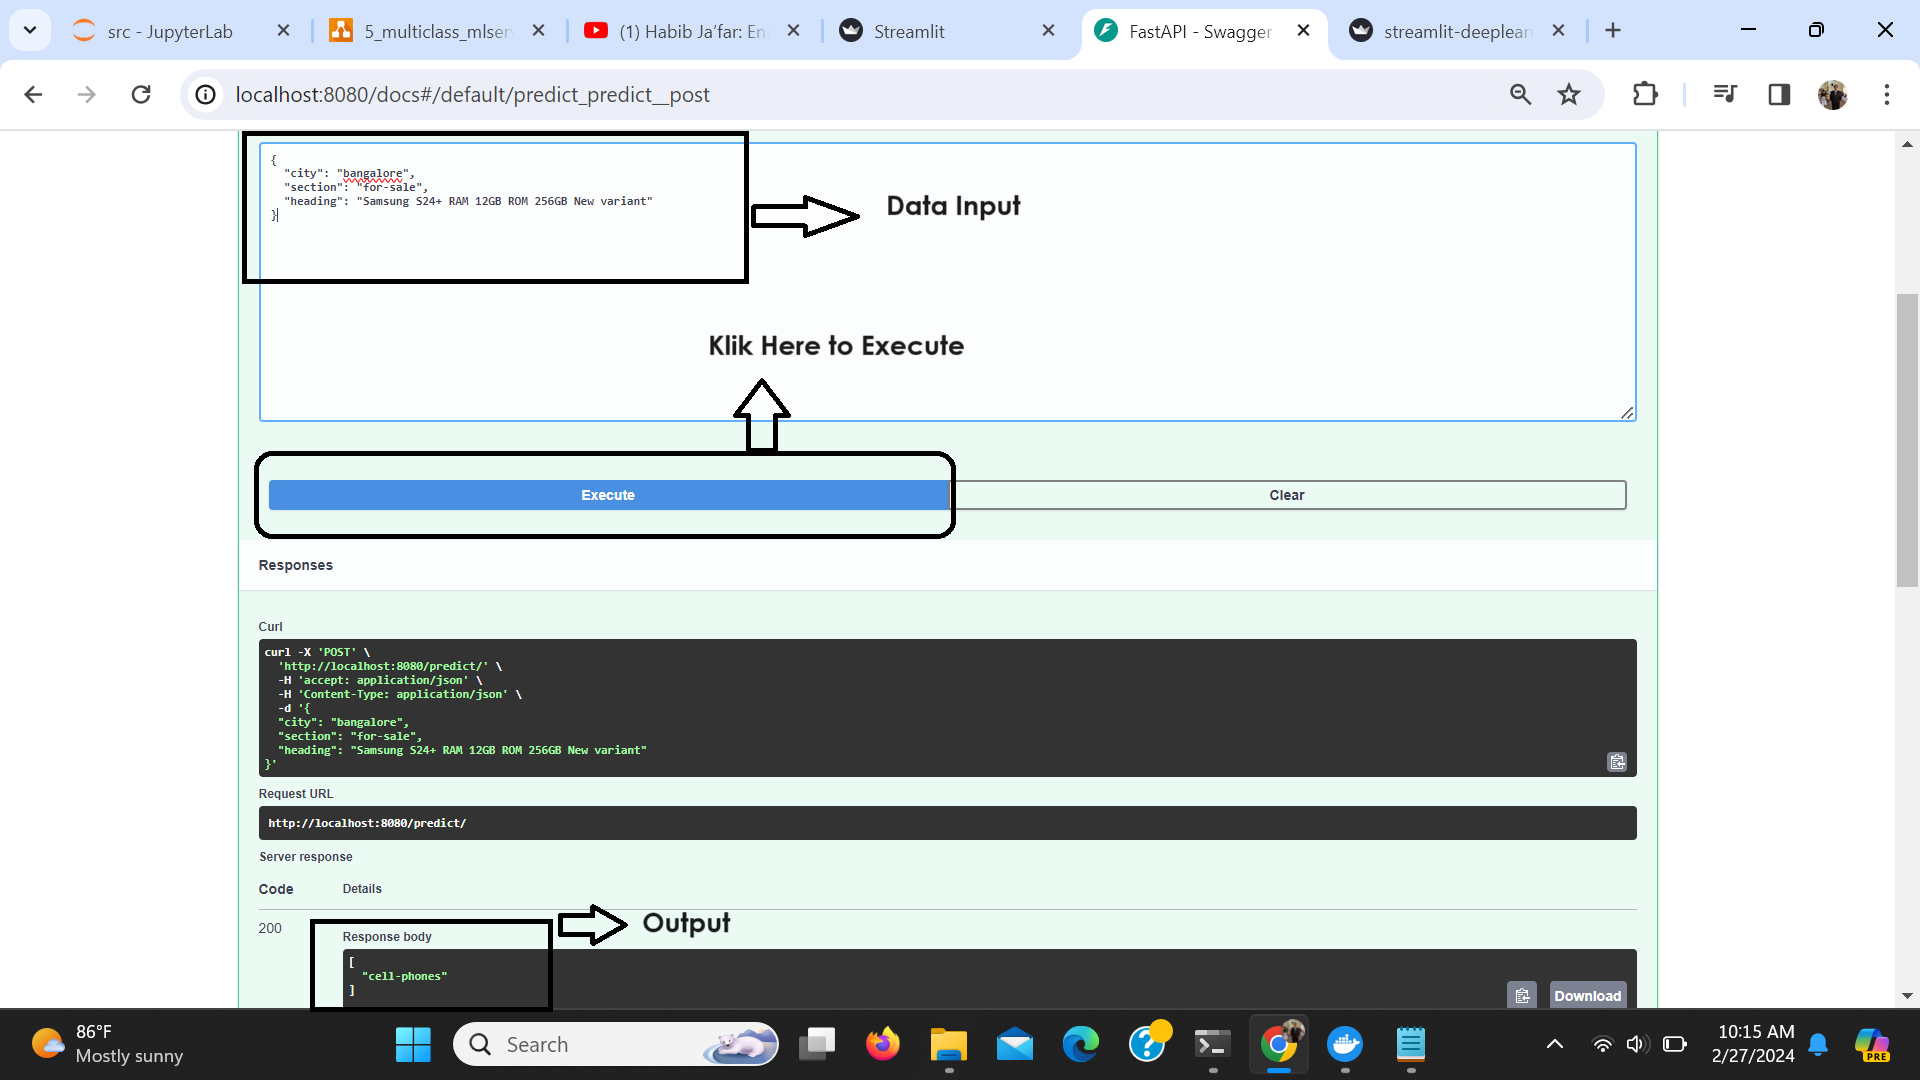 src - JupyterLab
5_multiclass_mlser
(1) Habib Ja’far: En
Streamlit
FastAPI - Swagger
streamlit-deeplear
localhost:8080/docs#/default/predict_predict__post
{
"city": "bangalore",
"section": "for-sale",
"heading": "Samsung S24+ RAM 12GB ROM 256GB New variant"
}
Data Input
Klik Here to Execute
Execute
Clear
Responses
Curl
curl -X 'POST' \
'http://localhost:8080/predict/' \
-H 'accept: application/json' \
-H 'Content-Type: application/json' \
-d '{
"city": "bangalore",
"section": "for-sale",
"heading": "Samsung S24+ RAM 12GB ROM 256GB New variant"
}'
Request URL
http://localhost:8080/predict/
Server response
Code
Details
200
Response body
Output
[
"cell-phones"
]
Download
86°F
Mostly sunny
Search
10:15 AM
2/27/2024
PRE